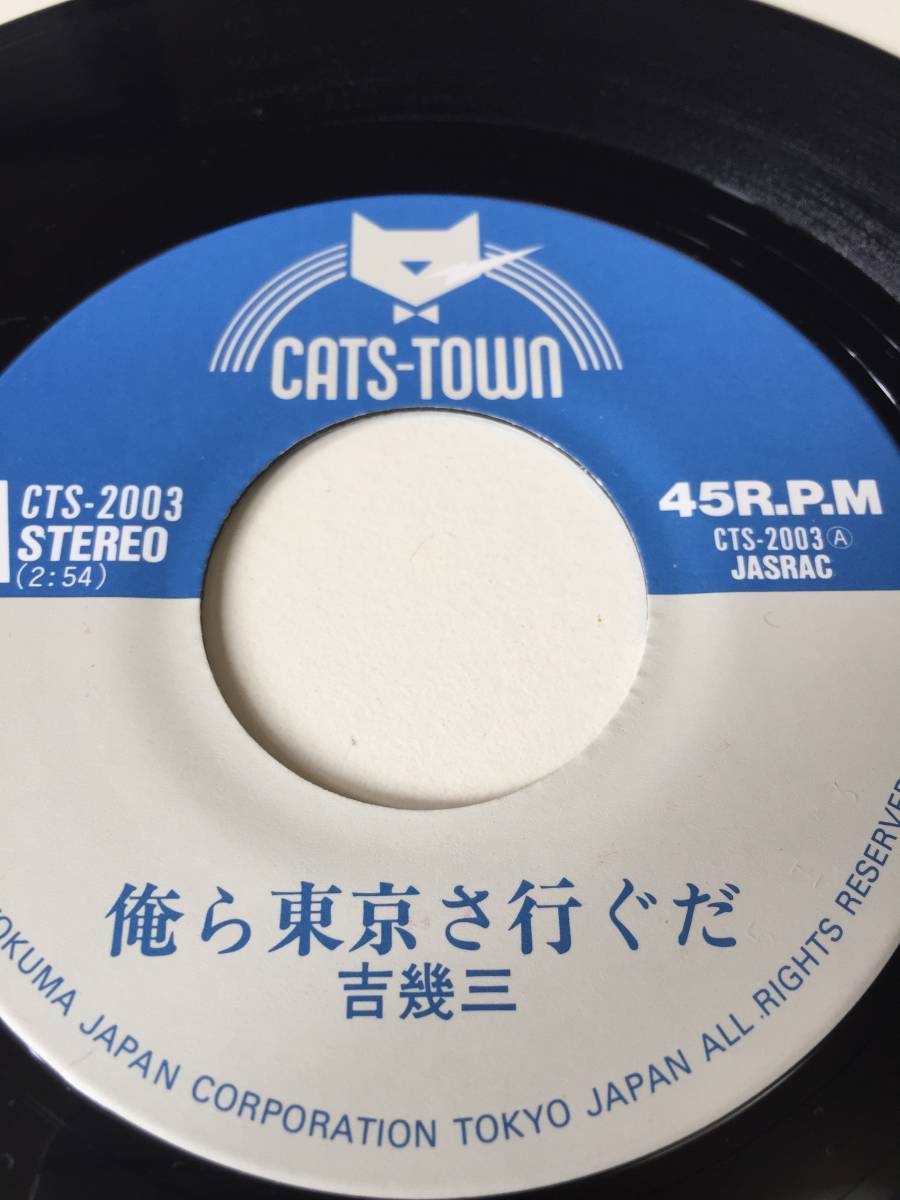 CATS-TOWN
CTS-2003
STEREO
(2:54)
45R.P.M
CTS-2003Ⓐ
JASRAC
俺ら東京さ行ぐだ
吉幾三
OKUMA JAPAN CORPORATION TOKYO JAPAN ALL RIGHTS RESERVED